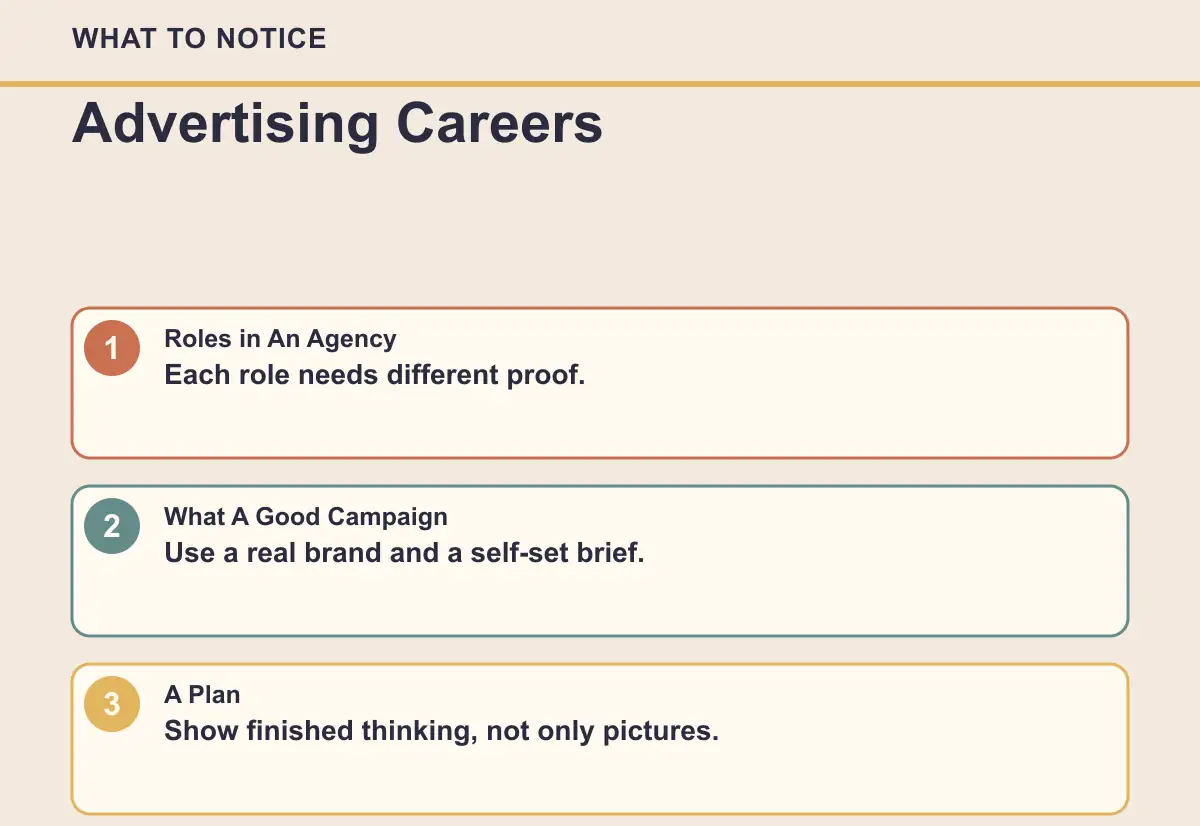 WHAT TO NOTICE
Advertising Careers
1
Roles in An Agency
Each role needs different proof.
2
What A Good Campaign
Use a real brand and a self-set brief.
3
A Plan
Show finished thinking, not only pictures.